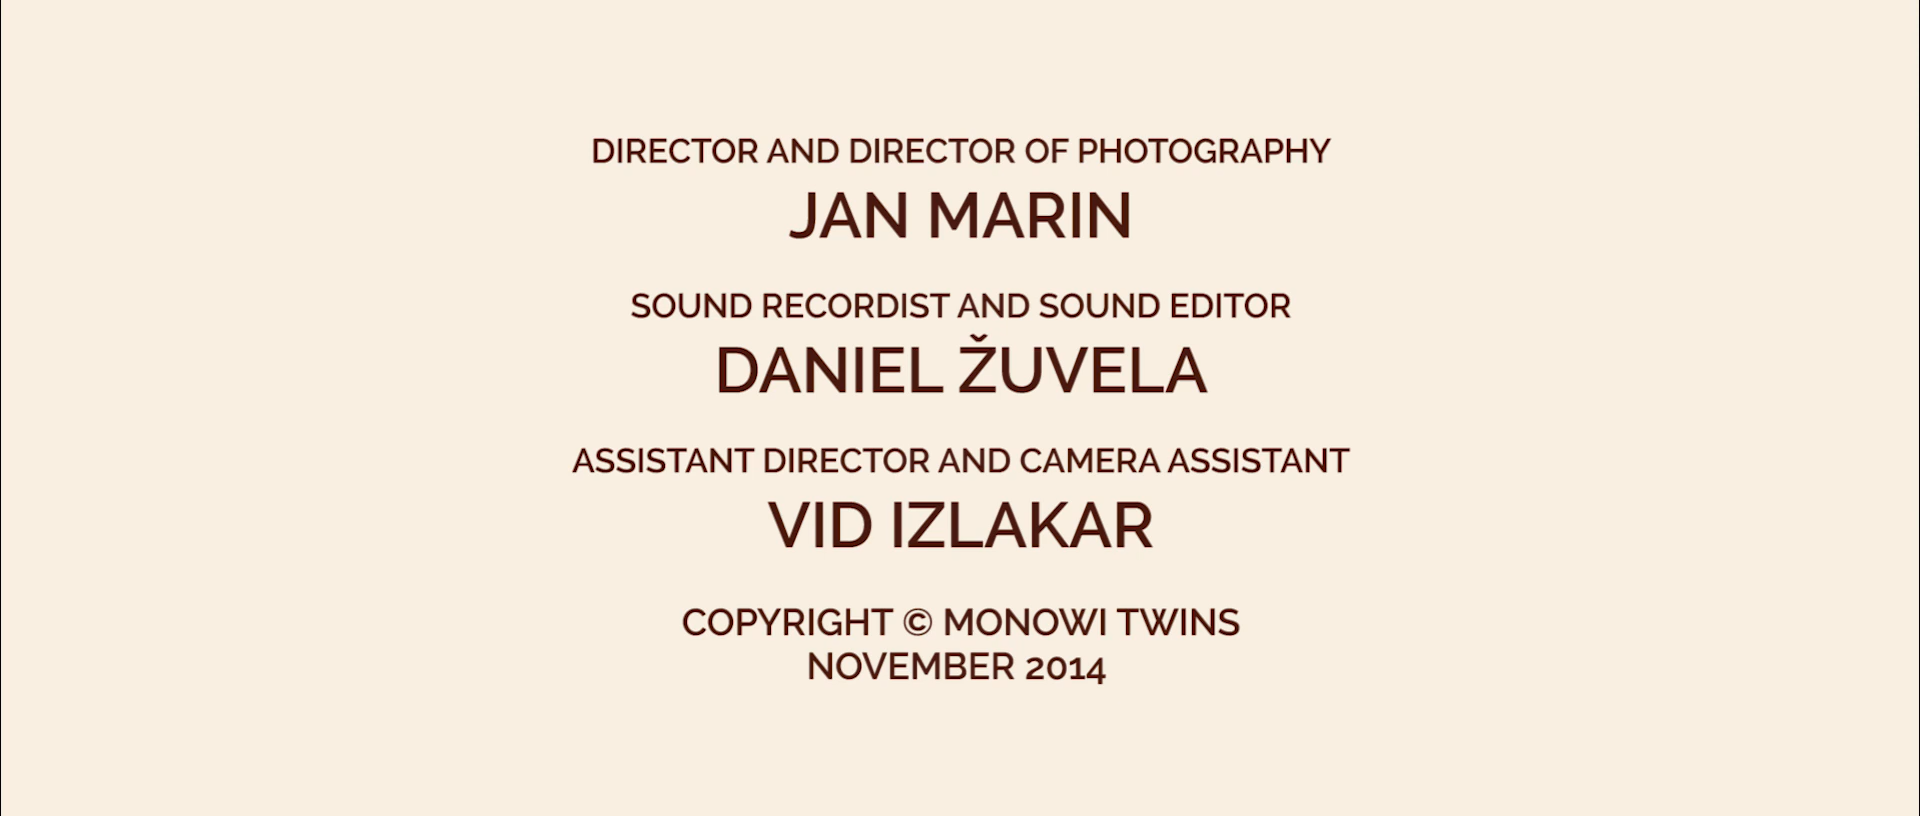 DIRECTOR AND DIRECTOR OF PHOTOGRAPHY
JAN MARIN
SOUND RECORDIST AND SOUND EDITOR
DANIEL ŽUVELA
ASSISTANT DIRECTOR AND CAMERA ASSISTANT
VID IZLAKAR
COPYRIGHT © MONOWI TWINS
NOVEMBER 2014